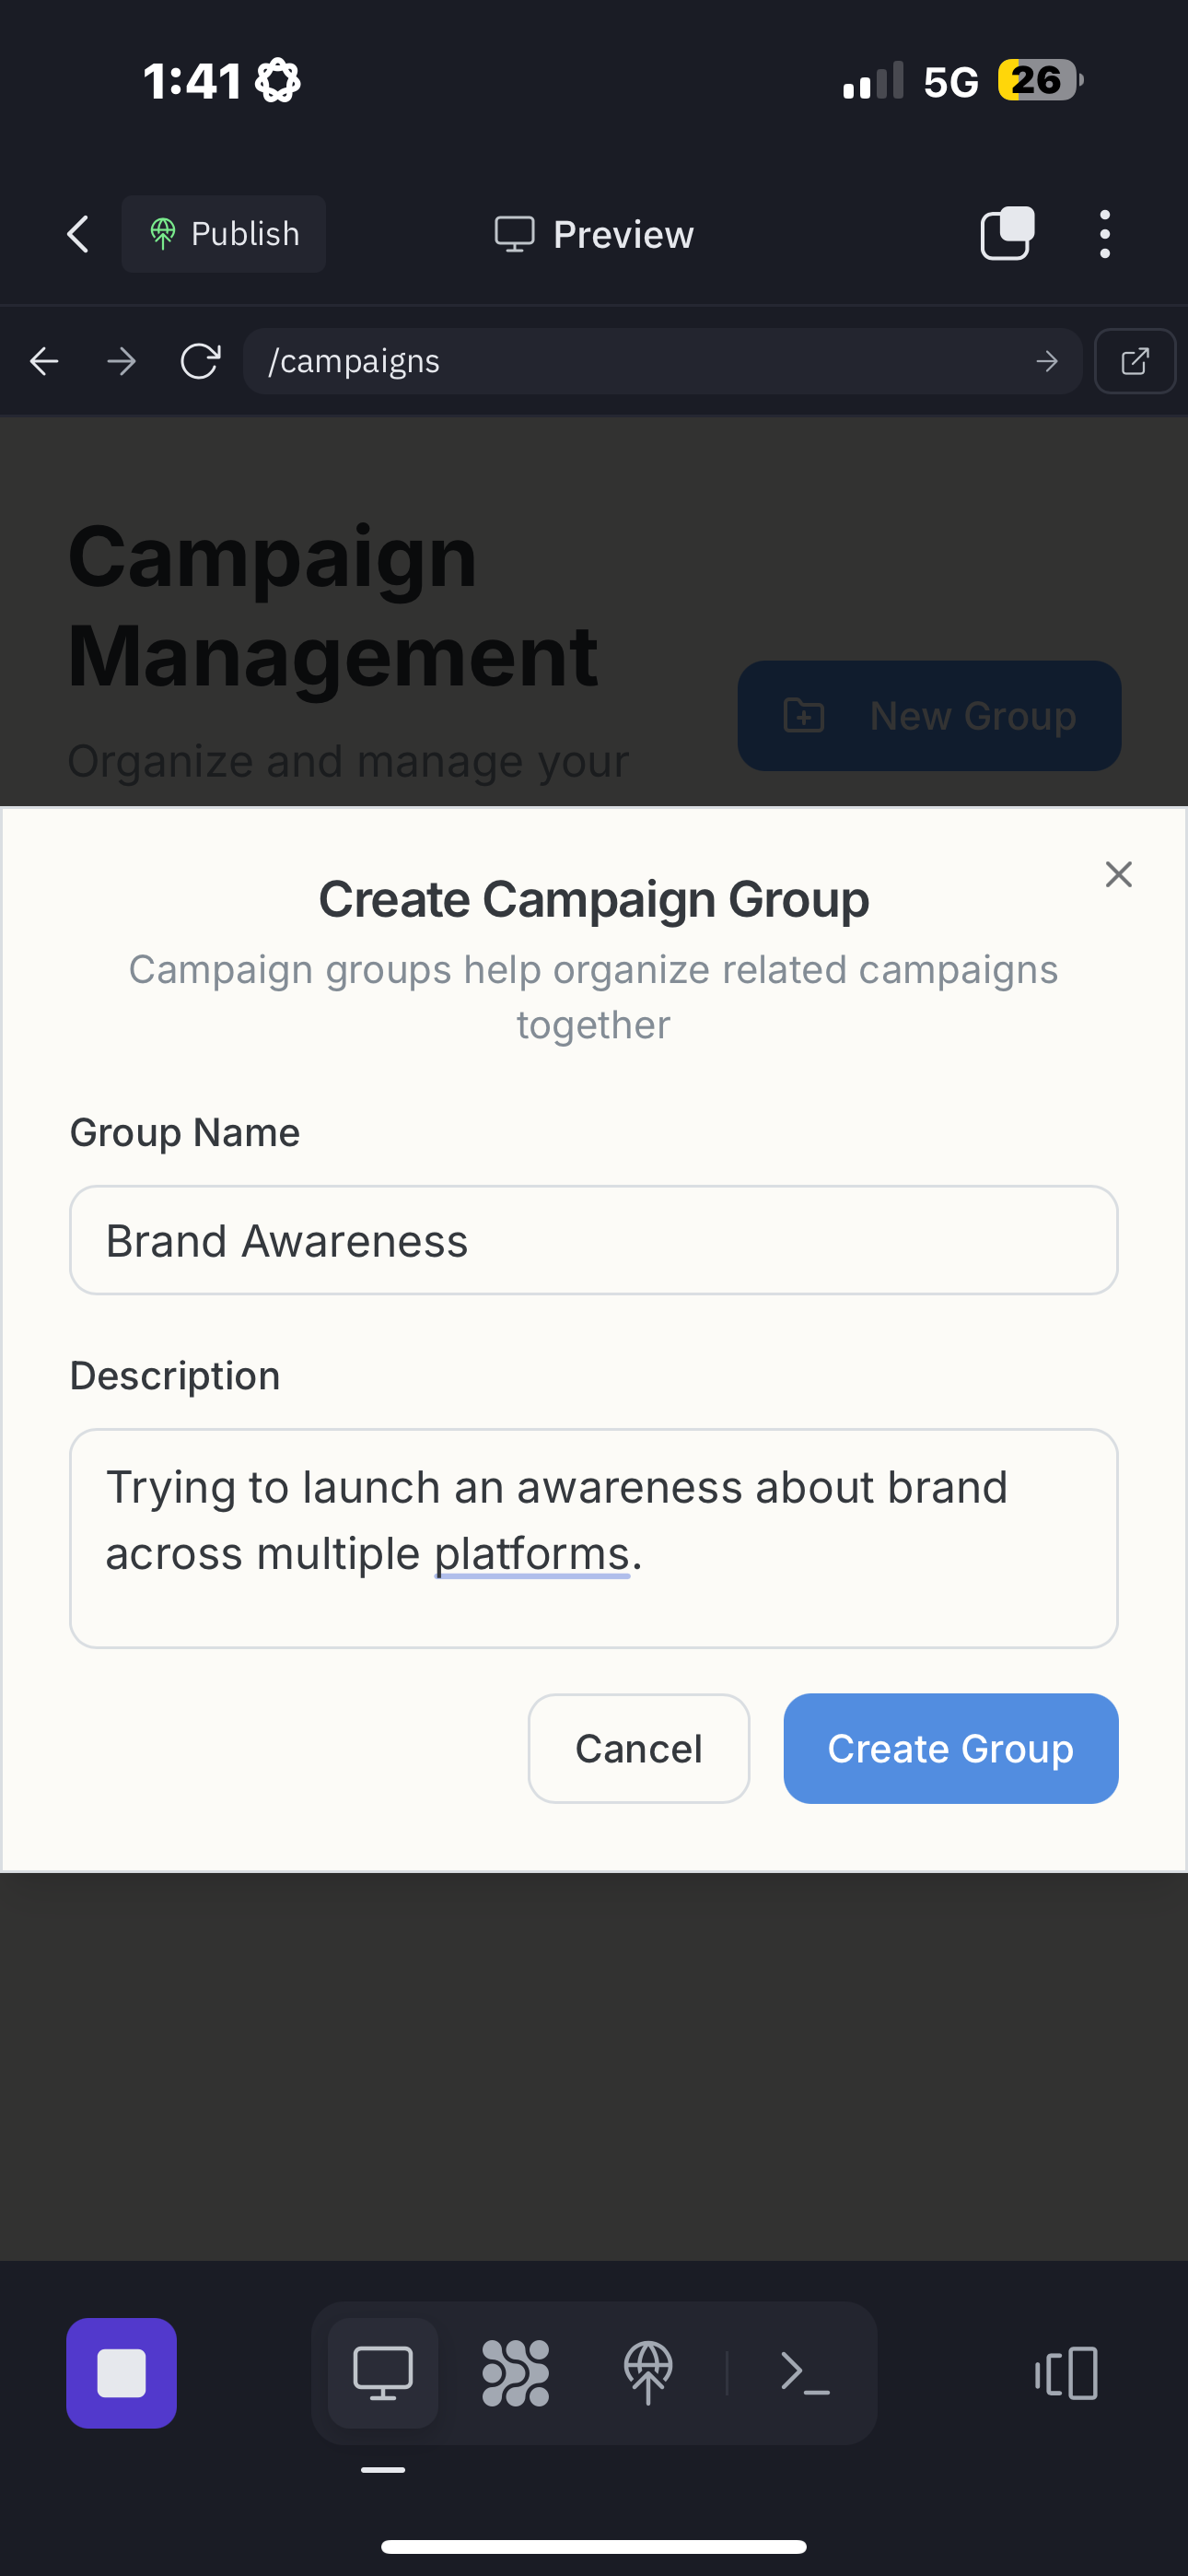 1:41
5G
26
Publish
Preview
/campaigns
Campaign
Management
New Group
Organize and manage your
Create Campaign Group
Campaign groups help organize related campaigns
together
Group Name
Brand Awareness
Description
Trying to launch an awareness about brand
across multiple platforms.
Cancel
Create Group